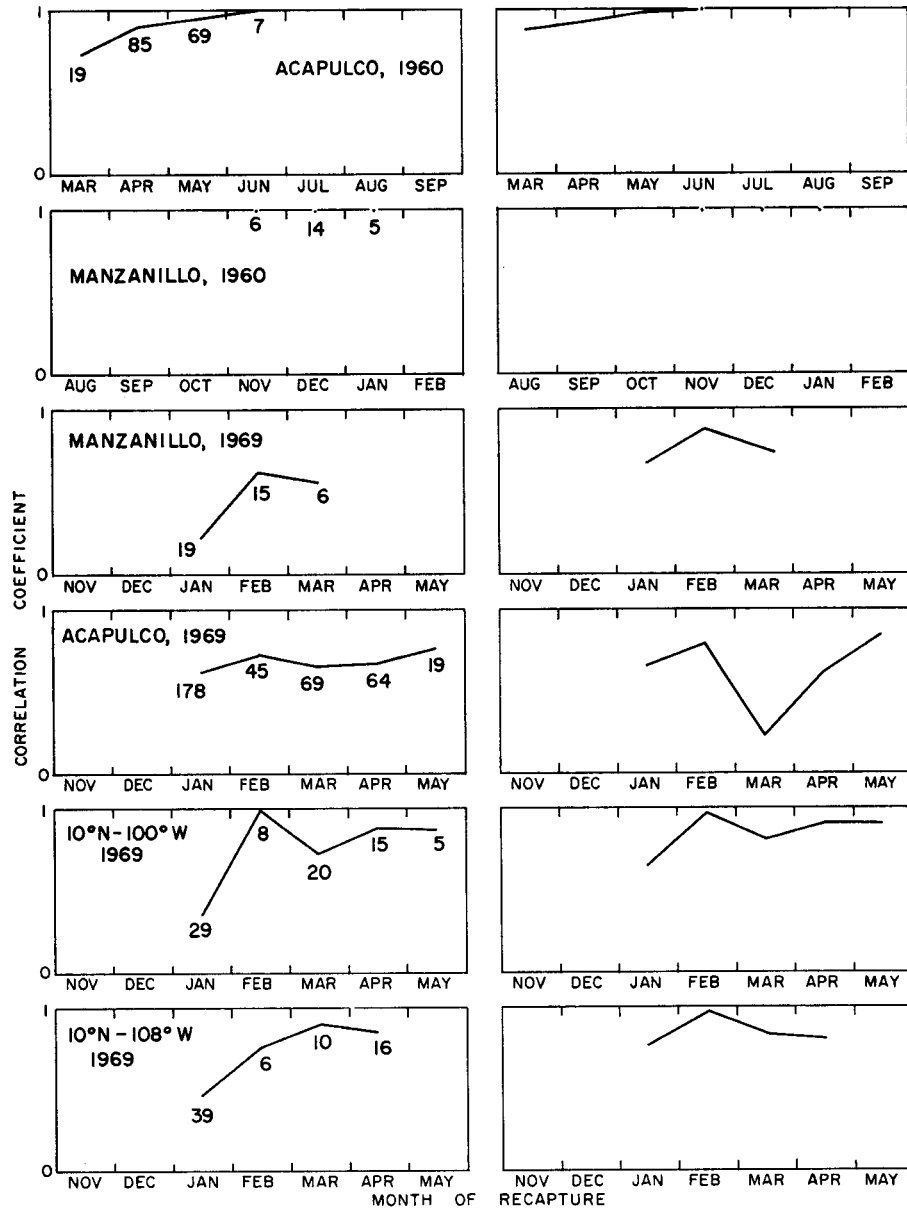 1
19 85 69 7
ACAPULCO, 1960
0
MAR APR MAY JUN JUL AUG SEP
MAR APR MAY JUN JUL AUG SEP
1
6 14 5
MANZANILLO, 1960
0
AUG SEP OCT NOV DEC JAN FEB
AUG SEP OCT NOV DEC JAN FEB
1
MANZANILLO, 1969
19 15 6
0
NOV DEC JAN FEB MAR APR MAY
NOV DEC JAN FEB MAR APR MAY
CORRELATION COEFFICIENT
1
ACAPULCO, 1969
178 45 69 64 19
0
NOV DEC JAN FEB MAR APR MAY
NOV DEC JAN FEB MAR APR MAY
1
10°N-100°W
1969
29 8 20 15 5
0
NOV DEC JAN FEB MAR APR MAY
NOV DEC JAN FEB MAR APR MAY
1
10°N-108°W
1969
39 6 10 16
0
NOV DEC JAN FEB MAR APR MAY
NOV DEC JAN FEB MAR APR MAY
MONTH OF RECAPTURE